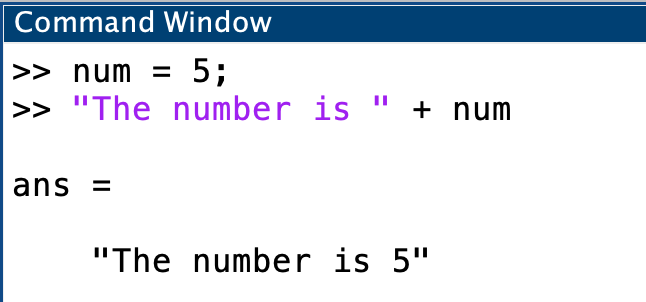 Command Window
>> num = 5;
>> "The number is " + num
ans =
"The number is 5"